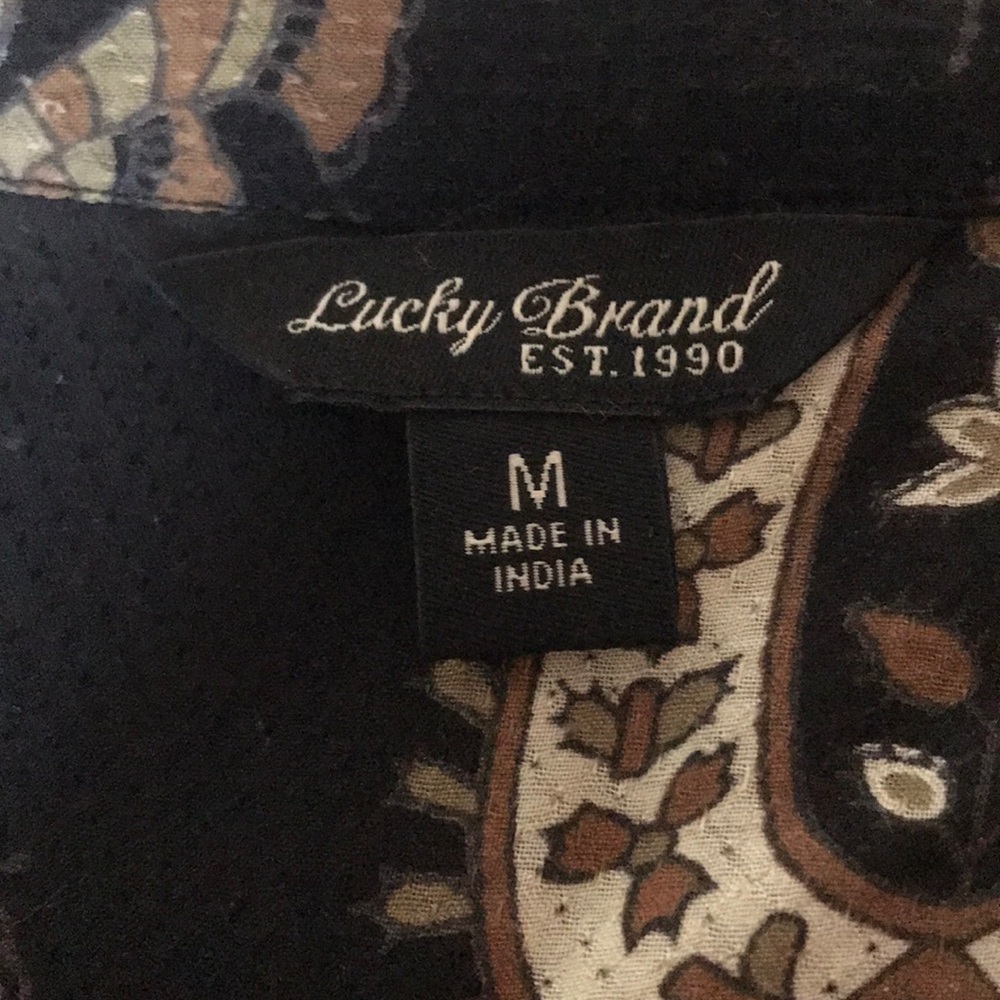 Lucky Brand
EST. 1990
M
MADE IN
INDIA